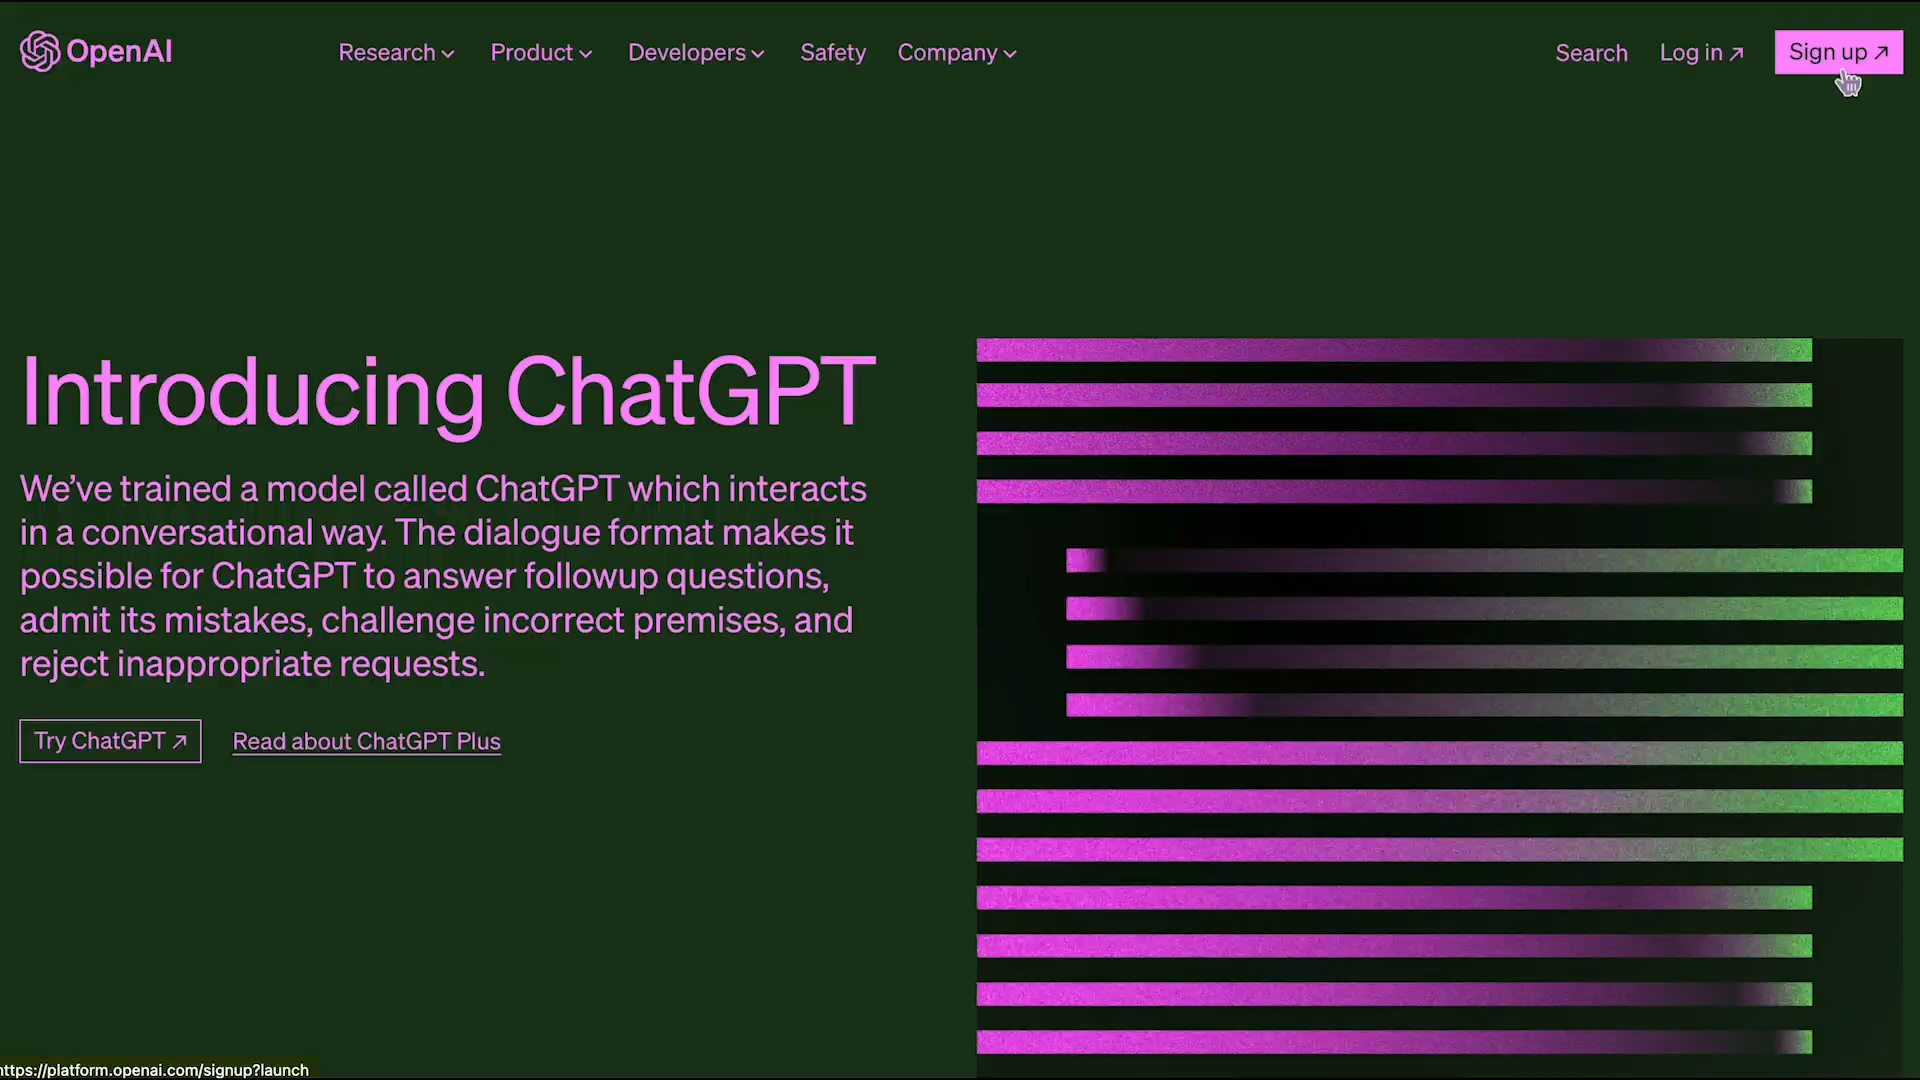 OpenAI
Research
Product
Developers
Safety
Company
Search
Log in ↗
Sign up ↗
Introducing ChatGPT
We’ve trained a model called ChatGPT which interacts
in a conversational way. The dialogue format makes it
possible for ChatGPT to answer followup questions,
admit its mistakes, challenge incorrect premises, and
reject inappropriate requests.
Try ChatGPT ↗
Read about ChatGPT Plus
https://platform.openai.com/signup?launch